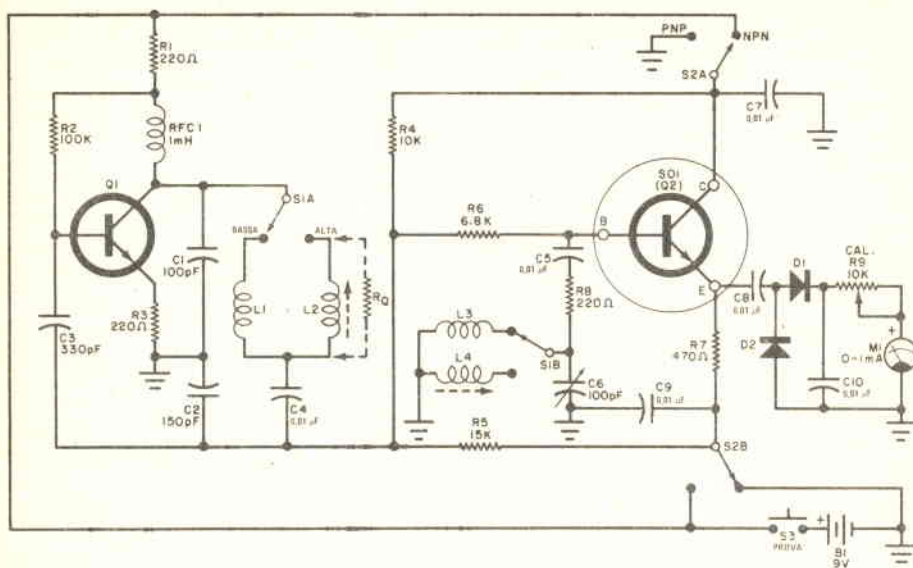 R1
220Ω
PNP
NPN
S2A
C7
0,01 µF
R2
100K
RFC1
1mH
R4
10K
Q1
S1A
SO1
(Q2)
C
BASSA
ALTA
R6
6.8K
B
C1
100pF
C5
0,01 µF
CAL.
R9
10K
D1
E
C8
0,01 µF
R8
220Ω
L1
L2
RQ
R3
220Ω
C3
330pF
L3
L4
S1B
R7
470Ω
D2
+
M1
0-1mA
C6
100pF
C9
0,01 µF
C10
0,01 µF
C2
150pF
C4
0,01 µF
R5
15K
S2B
S3
PROVA
+
B1
9V